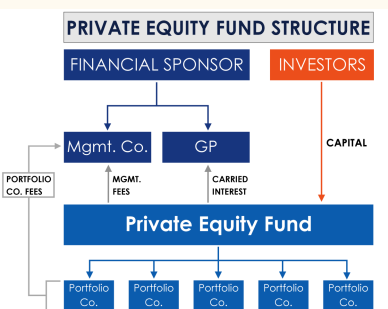 PRIVATE EQUITY FUND STRUCTURE
FINANCIAL SPONSOR
INVESTORS
Mgmt. Co.
GP
CAPITAL
PORTFOLIO
CO. FEES
MGMT.
FEES
CARRIED
INTEREST
Private Equity Fund
Portfolio
Co.
Portfolio
Co.
Portfolio
Co.
Portfolio
Co.
Portfolio
Co.